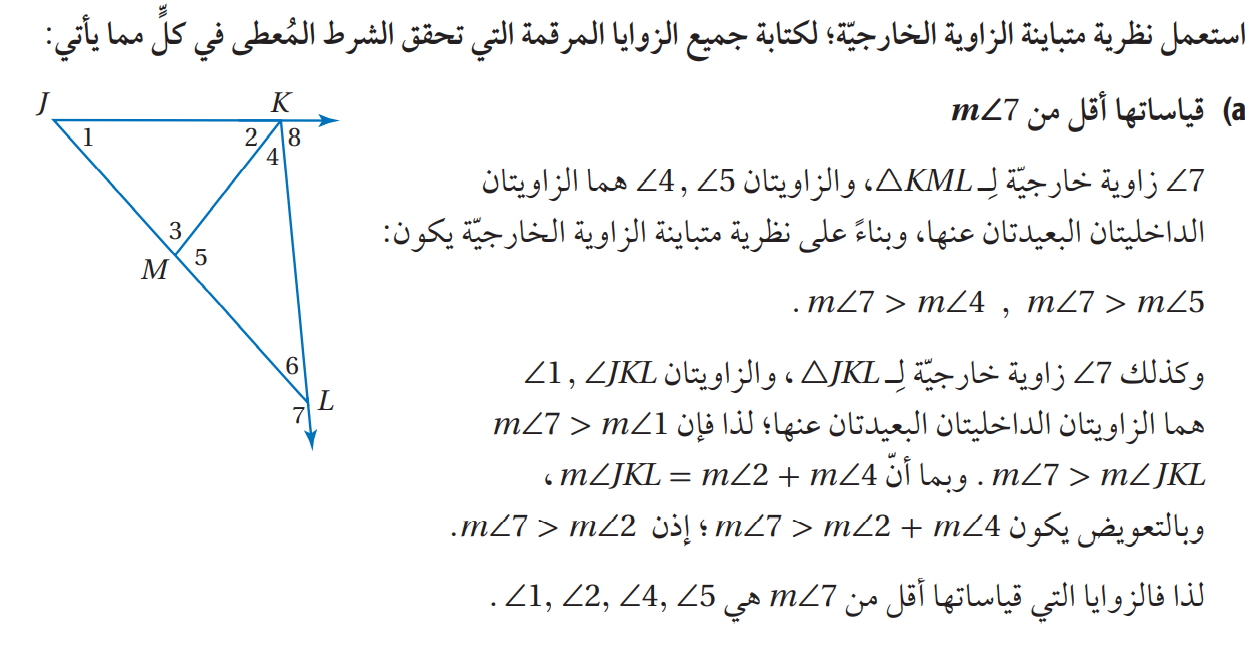 استعمل نظرية متباينة الزاوية الخارجيّة؛ لكتابة جميع الزوايا المرقمة التي تحقق الشرط المُعطى في كلٍّ مما يأتي:
a) قياساتها أقل من m∠7
∠7 زاوية خارجيّة لِـ △KML، والزاويتان ∠4 , ∠5 هما الزاويتان
الداخليتان البعيدتان عنها، وبناءً على نظرية متباينة الزاوية الخارجيّة يكون:
m∠7 > m∠4 , m∠7 > m∠5 .
وكذلك ∠7 زاوية خارجيّة لِـ △JKL ، والزاويتان ∠1 , ∠JKL
هما الزاويتان الداخليتان البعيدتان عنها؛ لذا فإن m∠7 > m∠1
m∠7 > m∠JKL . وبما أنّ m∠JKL = m∠2 + m∠4 ،
وبالتعويض يكون m∠7 > m∠2 + m∠4 ؛ إذن m∠7 > m∠2.
لذا فالزوايا التي قياساتها أقل من m∠7 هي ∠1, ∠2, ∠4, ∠5 .
J
K
1
2
8
4
3
M
5
6
L
7